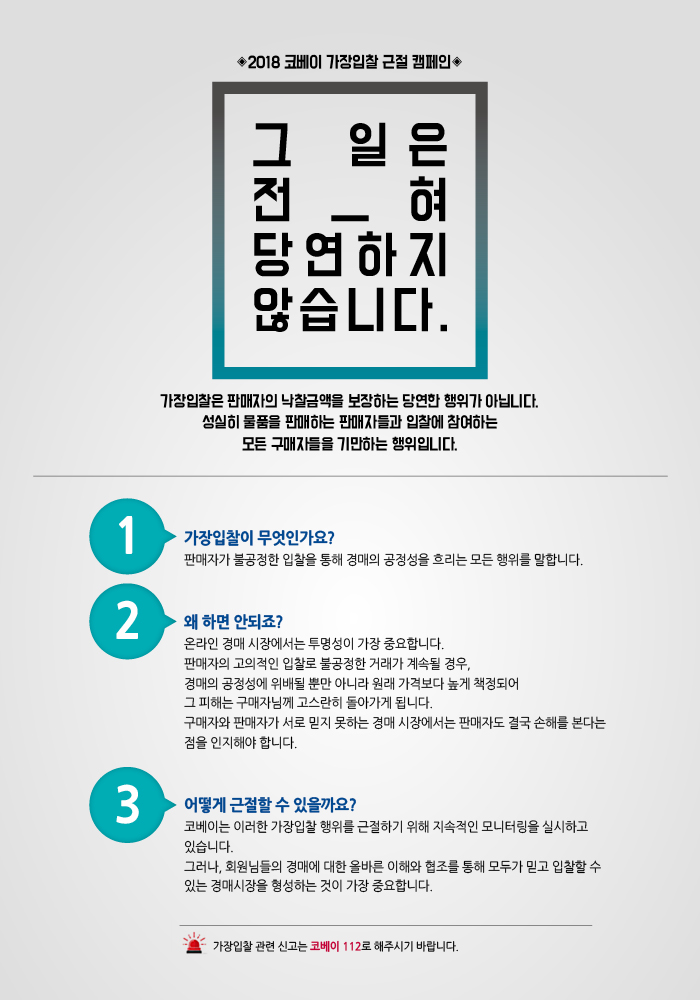 ◈2018 코베이 가장입찰 근절 캠페인◈
그 일은
전_혀
당연하지
않습니다.
가장입찰은 판매자의 낙찰금액을 보장하는 당연한 행위가 아닙니다.
성실히 물품을 판매하는 판매자들과 입찰에 참여하는
모든 구매자들을 기만하는 행위입니다.
1
가장입찰이 무엇인가요?
판매자가 불공정한 입찰을 통해 경매의 공정성을 흐리는 모든 행위를 말합니다.
2
왜 하면 안되죠?
온라인 경매 시장에서는 투명성이 가장 중요합니다.
판매자의 고의적인 입찰로 불공정한 거래가 계속될 경우,
경매의 공정성에 위배될 뿐만 아니라 원래 가격보다 높게 책정되어
그 피해는 구매자님께 고스란히 돌아가게 됩니다.
구매자와 판매자가 서로 믿지 못하는 경매 시장에서는 판매자도 결국 손해를 본다는
점을 인지해야 합니다.
3
어떻게 근절할 수 있을까요?
코베이는 이러한 가장입찰 행위를 근절하기 위해 지속적인 모니터링을 실시하고
있습니다.
그러나, 회원님들의 경매에 대한 올바른 이해와 협조를 통해 모두가 믿고 입찰할 수
있는 경매시장을 형성하는 것이 가장 중요합니다.
가장입찰 관련 신고는 코베이 112로 해주시기 바랍니다.